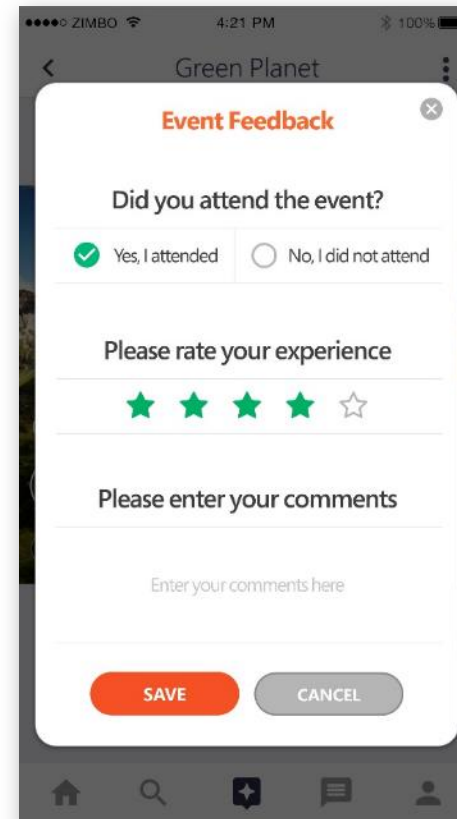 ZIMBO 4:21 PM 100%
Green Planet
Event Feedback
Did you attend the event?
Yes, I attended No, I did not attend
Please rate your experience
Please enter your comments
Enter your comments here
SAVE CANCEL